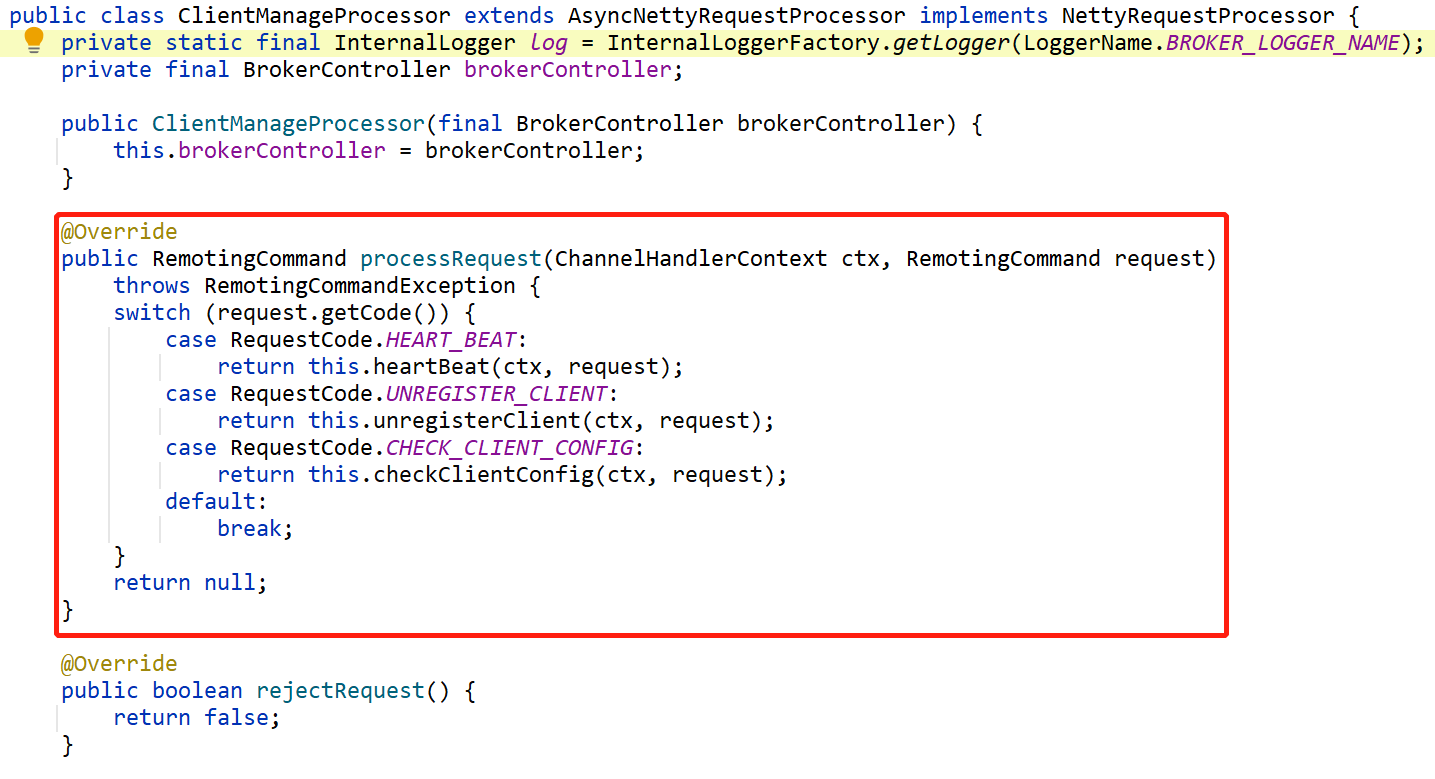 public class ClientManageProcessor extends AsyncNettyRequestProcessor implements NettyRequestProcessor {
    private static final InternalLogger log = InternalLoggerFactory.getLogger(LoggerName.BROKER_LOGGER_NAME);
    private final BrokerController brokerController;

    public ClientManageProcessor(final BrokerController brokerController) {
        this.brokerController = brokerController;
    }

    @Override
    public RemotingCommand processRequest(ChannelHandlerContext ctx, RemotingCommand request)
        throws RemotingCommandException {
        switch (request.getCode()) {
            case RequestCode.HEART_BEAT:
                return this.heartBeat(ctx, request);
            case RequestCode.UNREGISTER_CLIENT:
                return this.unregisterClient(ctx, request);
            case RequestCode.CHECK_CLIENT_CONFIG:
                return this.checkClientConfig(ctx, request);
            default:
                break;
        }
        return null;
    }

    @Override
    public boolean rejectRequest() {
        return false;
    }